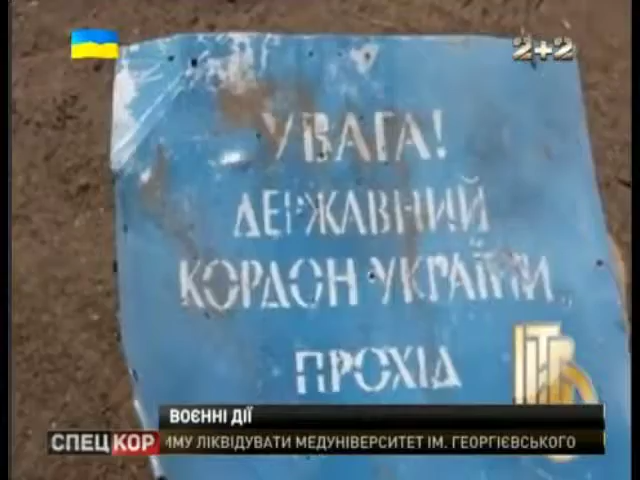 2+2
УВАГА!
ДЕРЖАВНИЙ
КОРДОН УКРАЇНИ
ПРОХІД
ВОЄННІ ДІЇ
СПЕЦКОР
ИМУ ЛІКВІДУВАТИ МЕДУНІВЕРСИТЕТ ІМ. ГЕОРГІЄВСЬКОГО